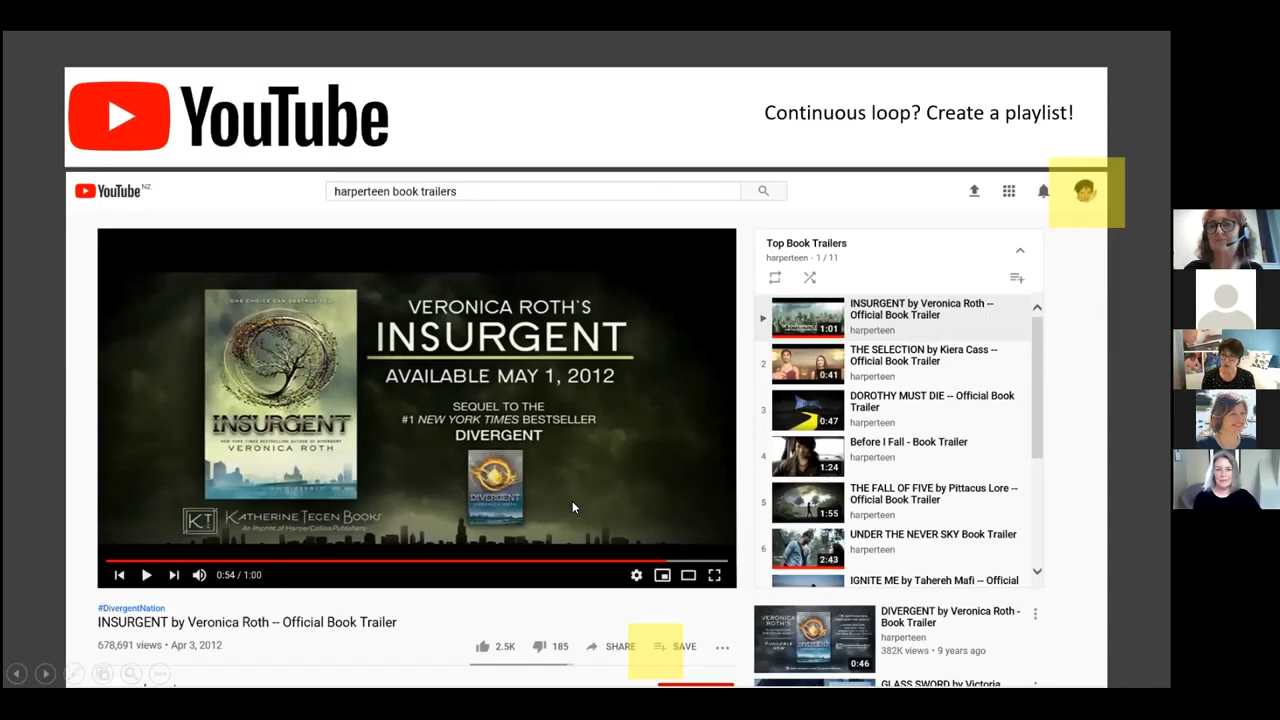 YouTube
Continuous loop? Create a playlist!
YouTube NZ
harperteen book trailers
ONE CHOICE CAN DESTROY YOU
INSURGENT
VERONICA ROTH
VERONICA ROTH'S
INSURGENT
AVAILABLE MAY 1, 2012
SEQUEL TO THE
#1 NEW YORK TIMES BESTSELLER
DIVERGENT
DIVERGENT
KT KATHERINE TEGEN BOOKS
An Imprint of HarperCollinsPublishers
0:54 / 1:00
#DivergentNation
INSURGENT by Veronica Roth -- Official Book Trailer
678,691 views • Apr 3, 2012
2.5K
185
SHARE
SAVE
Top Book Trailers
harperteen - 1 / 11
INSURGENT by Veronica Roth --
Official Book Trailer
harperteen
1:01
2
THE SELECTION by Kiera Cass --
Official Book Trailer
harperteen
0:41
3
DOROTHY MUST DIE -- Official Book
Trailer
harperteen
0:47
4
Before I Fall - Book Trailer
harperteen
1:24
5
THE FALL OF FIVE by Pittacus Lore --
Official Book Trailer
harperteen
1:55
6
UNDER THE NEVER SKY Book Trailer
harperteen
2:43
IGNITE ME by Tahereh Mafi -- Official
DIVERGENT by Veronica Roth -
Book Trailer
harperteen
382K views • 9 years ago
0:46
GLASS SWORD by Victoria